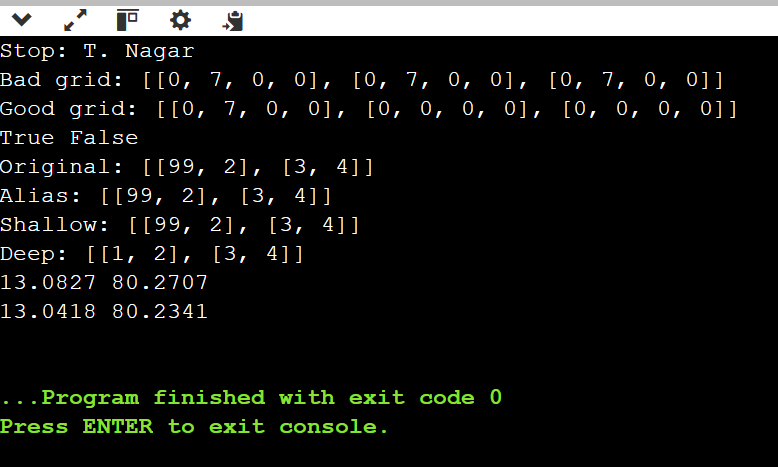 Stop: T. Nagar
Bad grid: [[0, 7, 0, 0], [0, 7, 0, 0], [0, 7, 0, 0]]
Good grid: [[0, 7, 0, 0], [0, 0, 0, 0], [0, 0, 0, 0]]
True False
Original: [[99, 2], [3, 4]]
Alias: [[99, 2], [3, 4]]
Shallow: [[99, 2], [3, 4]]
Deep: [[1, 2], [3, 4]]
13.0827 80.2707
13.0418 80.2341
...Program finished with exit code 0
Press ENTER to exit console.